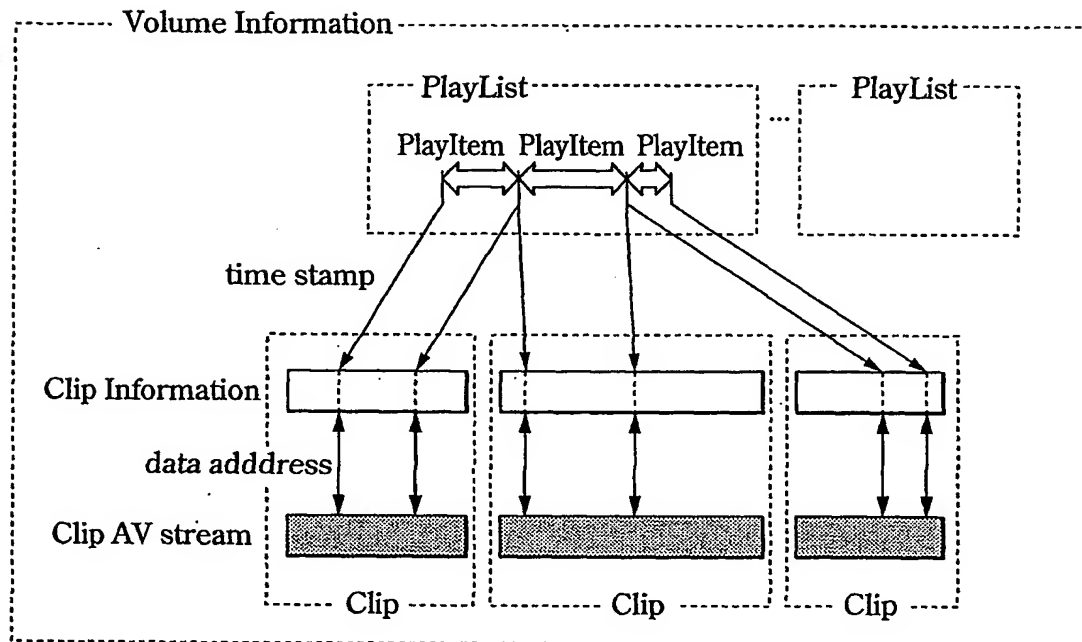 Volume Information
PlayList
PlayList
...
PlayItem PlayItem PlayItem
time stamp
Clip Information
data adddress
Clip AV stream
Clip
Clip
Clip